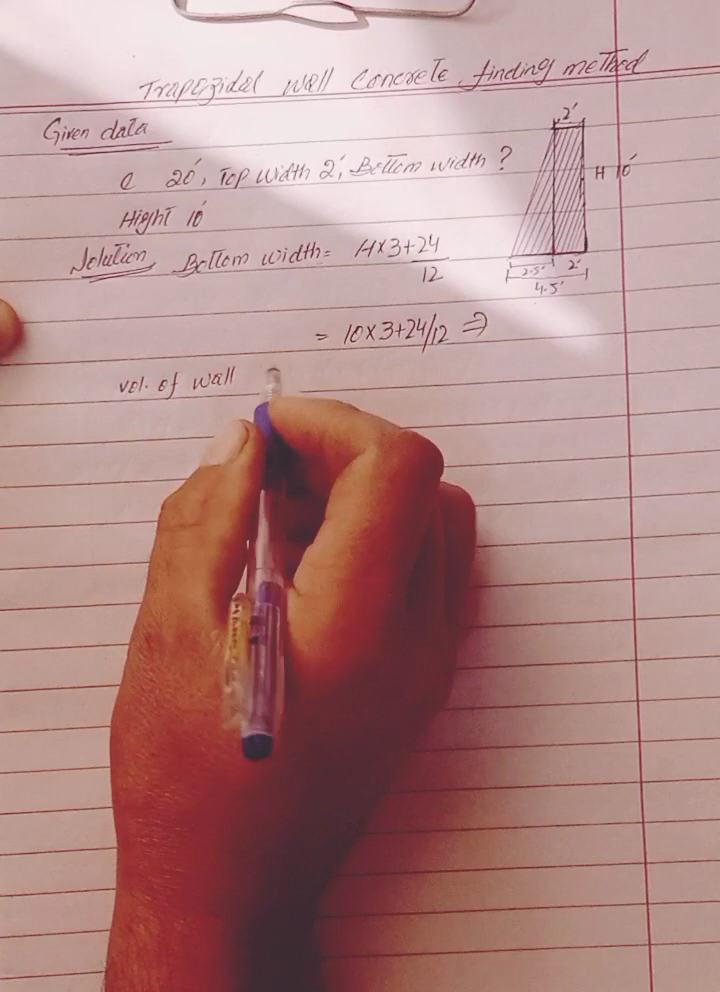 Trapezidal Wall Concrete finding method
Given data
2'
L 20', Top width 2', Bottom width ?
H 10'
Hight 10'
Solution Bottom width = H×3+24
12
2.5' 2'
4.5'
= 10×3+24/12 ⇒
vol. of wall